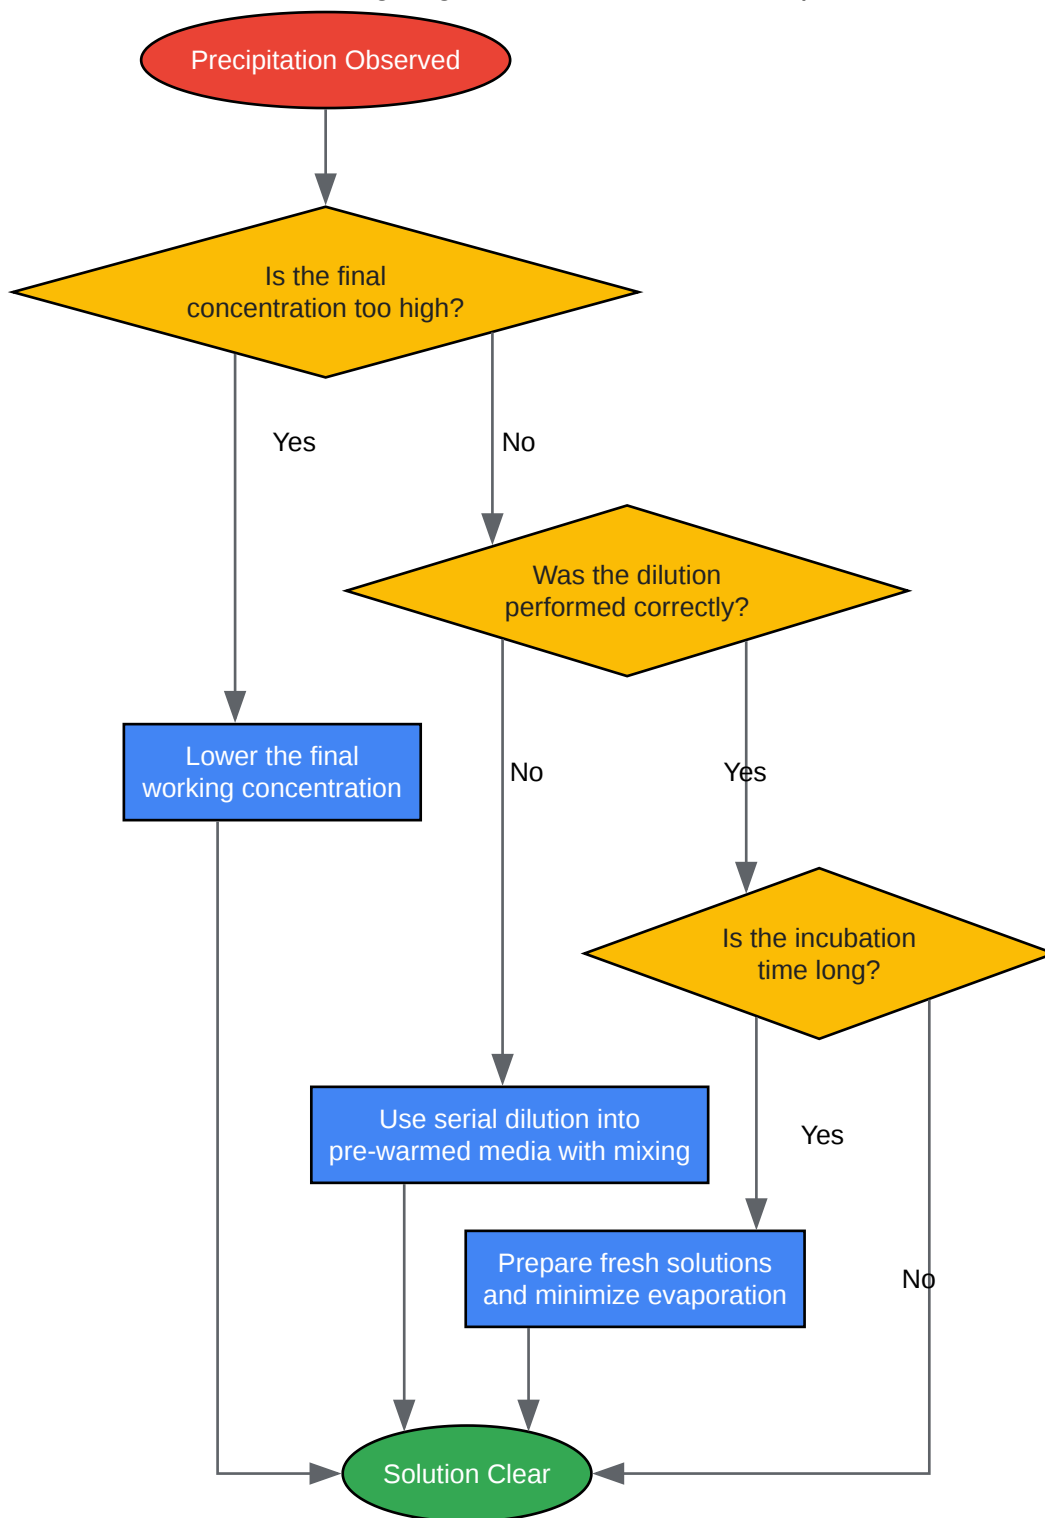 Precipitation Observed
Is the final
concentration too high?
Yes
No
Was the dilution
performed correctly?
Lower the final
working concentration
No
Yes
Is the incubation
time long?
Use serial dilution into
pre-warmed media with mixing
Yes
Prepare fresh solutions
and minimize evaporation
No
Solution Clear